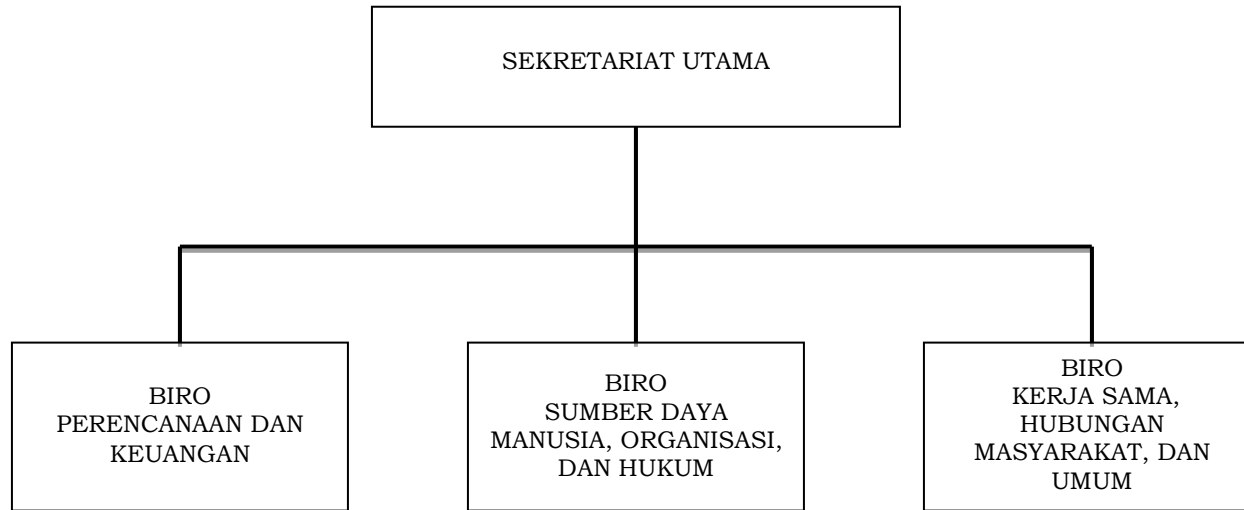 SEKRETARIAT UTAMA
BIRO
PERENCANAAN DAN
KEUANGAN
BIRO
SUMBER DAYA
MANUSIA, ORGANISASI,
DAN HUKUM
BIRO
KERJA SAMA,
HUBUNGAN
MASYARAKAT, DAN
UMUM